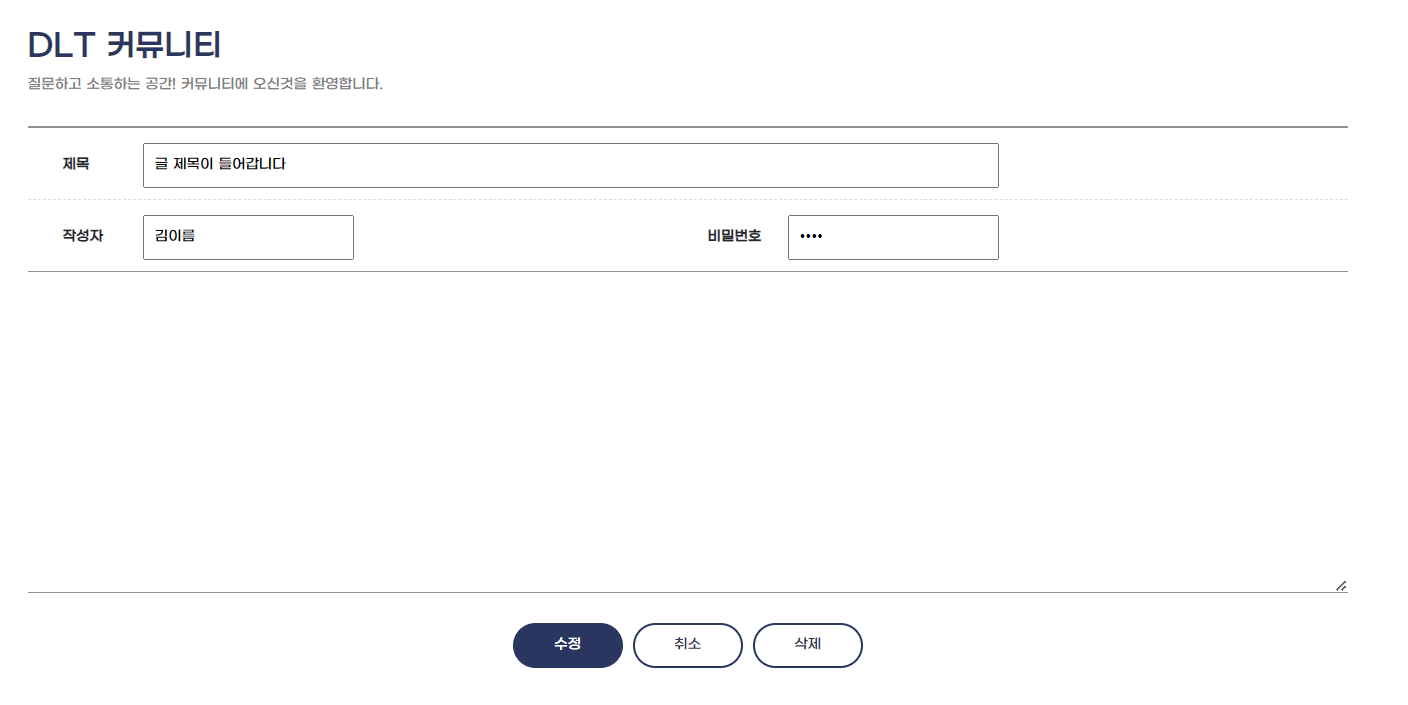 DLT 커뮤니티
질문하고 소통하는 공간! 커뮤니티에 오신것을 환영합니다.
제목 글 제목이 들어갑니다
작성자 김이름 비밀번호 ••••
수정 취소 삭제